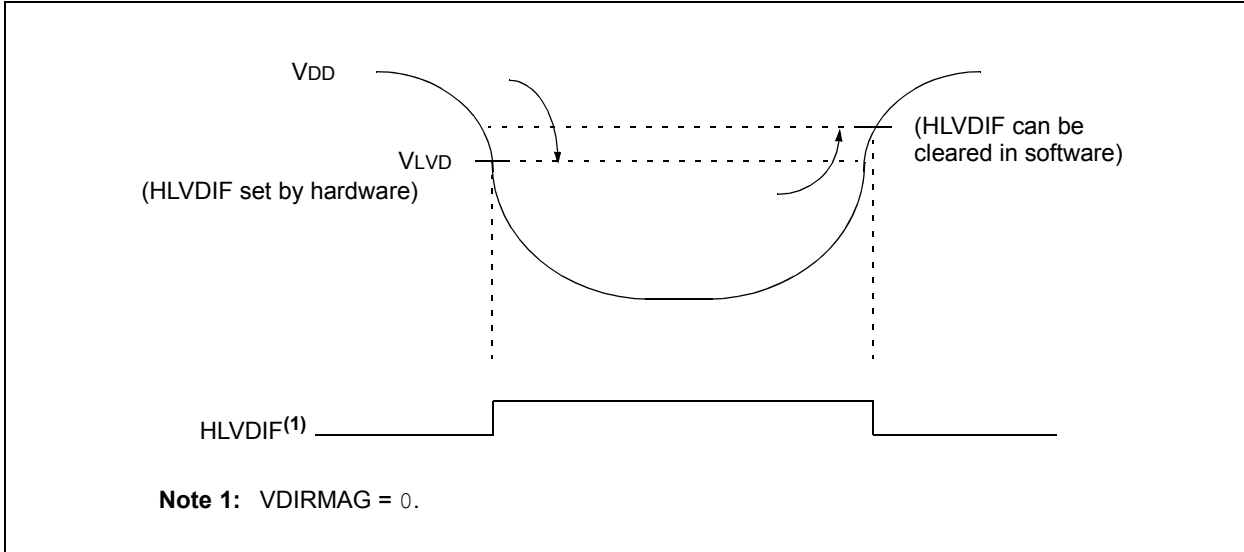 VDD
(HLVDIF can be
cleared in software)
VLVD
(HLVDIF set by hardware)
HLVDIF(1)
Note 1: VDIRMAG = 0.